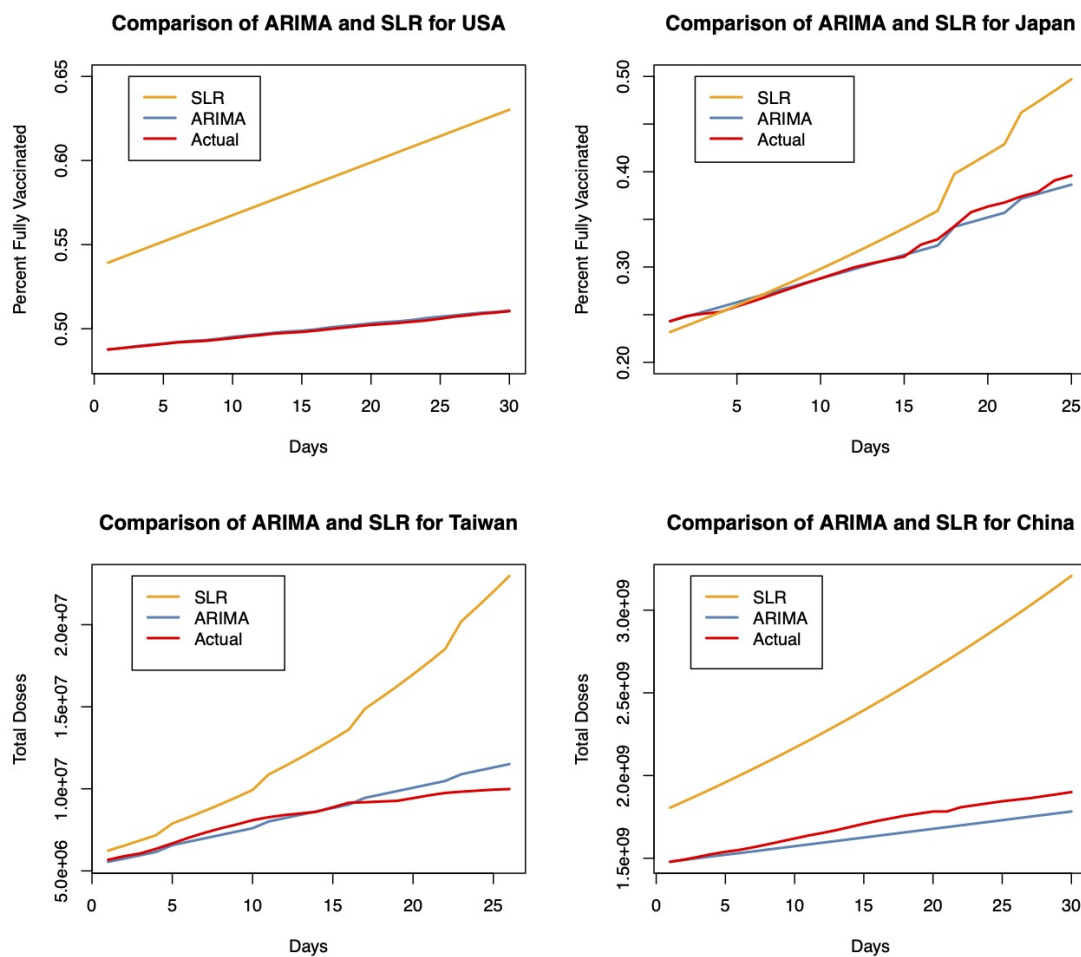 Comparison of ARIMA and SLR for USA
Percent Fully Vaccinated
0.65
0.60
0.55
0.50
SLR
ARIMA
Actual
0 5 10 15 20 25 30
Days
Comparison of ARIMA and SLR for Japan
Percent Fully Vaccinated
0.50
0.40
0.30
0.20
SLR
ARIMA
Actual
5 10 15 20 25
Days
Comparison of ARIMA and SLR for Taiwan
Total Doses
2.0e+07
1.5e+07
1.0e+07
5.0e+06
SLR
ARIMA
Actual
0 5 10 15 20 25
Days
Comparison of ARIMA and SLR for China
Total Doses
3.0e+09
2.5e+09
2.0e+09
1.5e+09
SLR
ARIMA
Actual
0 5 10 15 20 25 30
Days